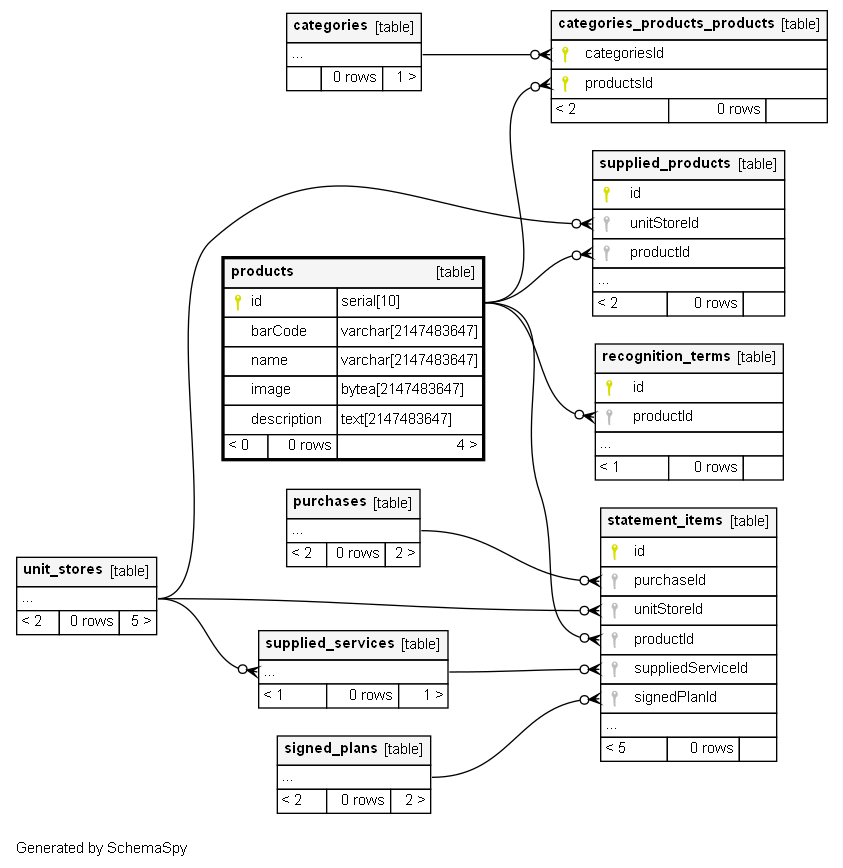 categories [table]
...
0 rows 1 >
categories_products_products [table]
categoriesId
productsId
< 2 0 rows
supplied_products [table]
id
unitStoreId
productId
...
< 2 0 rows
products [table]
id serial[10]
barCode varchar[2147483647]
name varchar[2147483647]
image bytea[2147483647]
description text[2147483647]
< 0 0 rows 4 >
recognition_terms [table]
id
productId
...
< 1 0 rows
purchases [table]
...
< 2 0 rows 2 >
statement_items [table]
id
purchaseId
unitStoreId
productId
suppliedServiceId
signedPlanId
...
< 5 0 rows
unit_stores [table]
...
< 2 0 rows 5 >
supplied_services [table]
...
< 1 0 rows 1 >
signed_plans [table]
...
< 2 0 rows 2 >
Generated by SchemaSpy